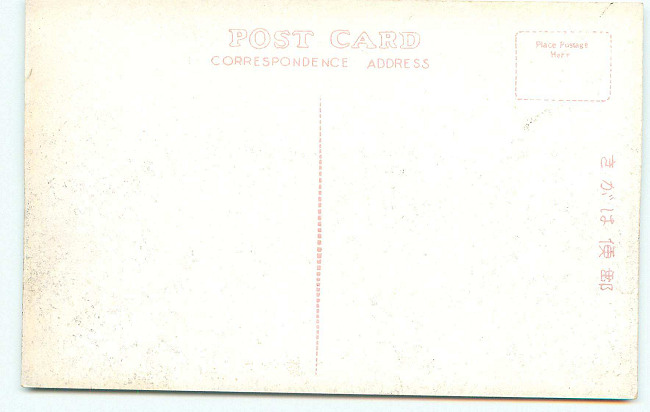 POST CARD
CORRESPONDENCE ADDRESS
Place Postage
Here
きがは便郵